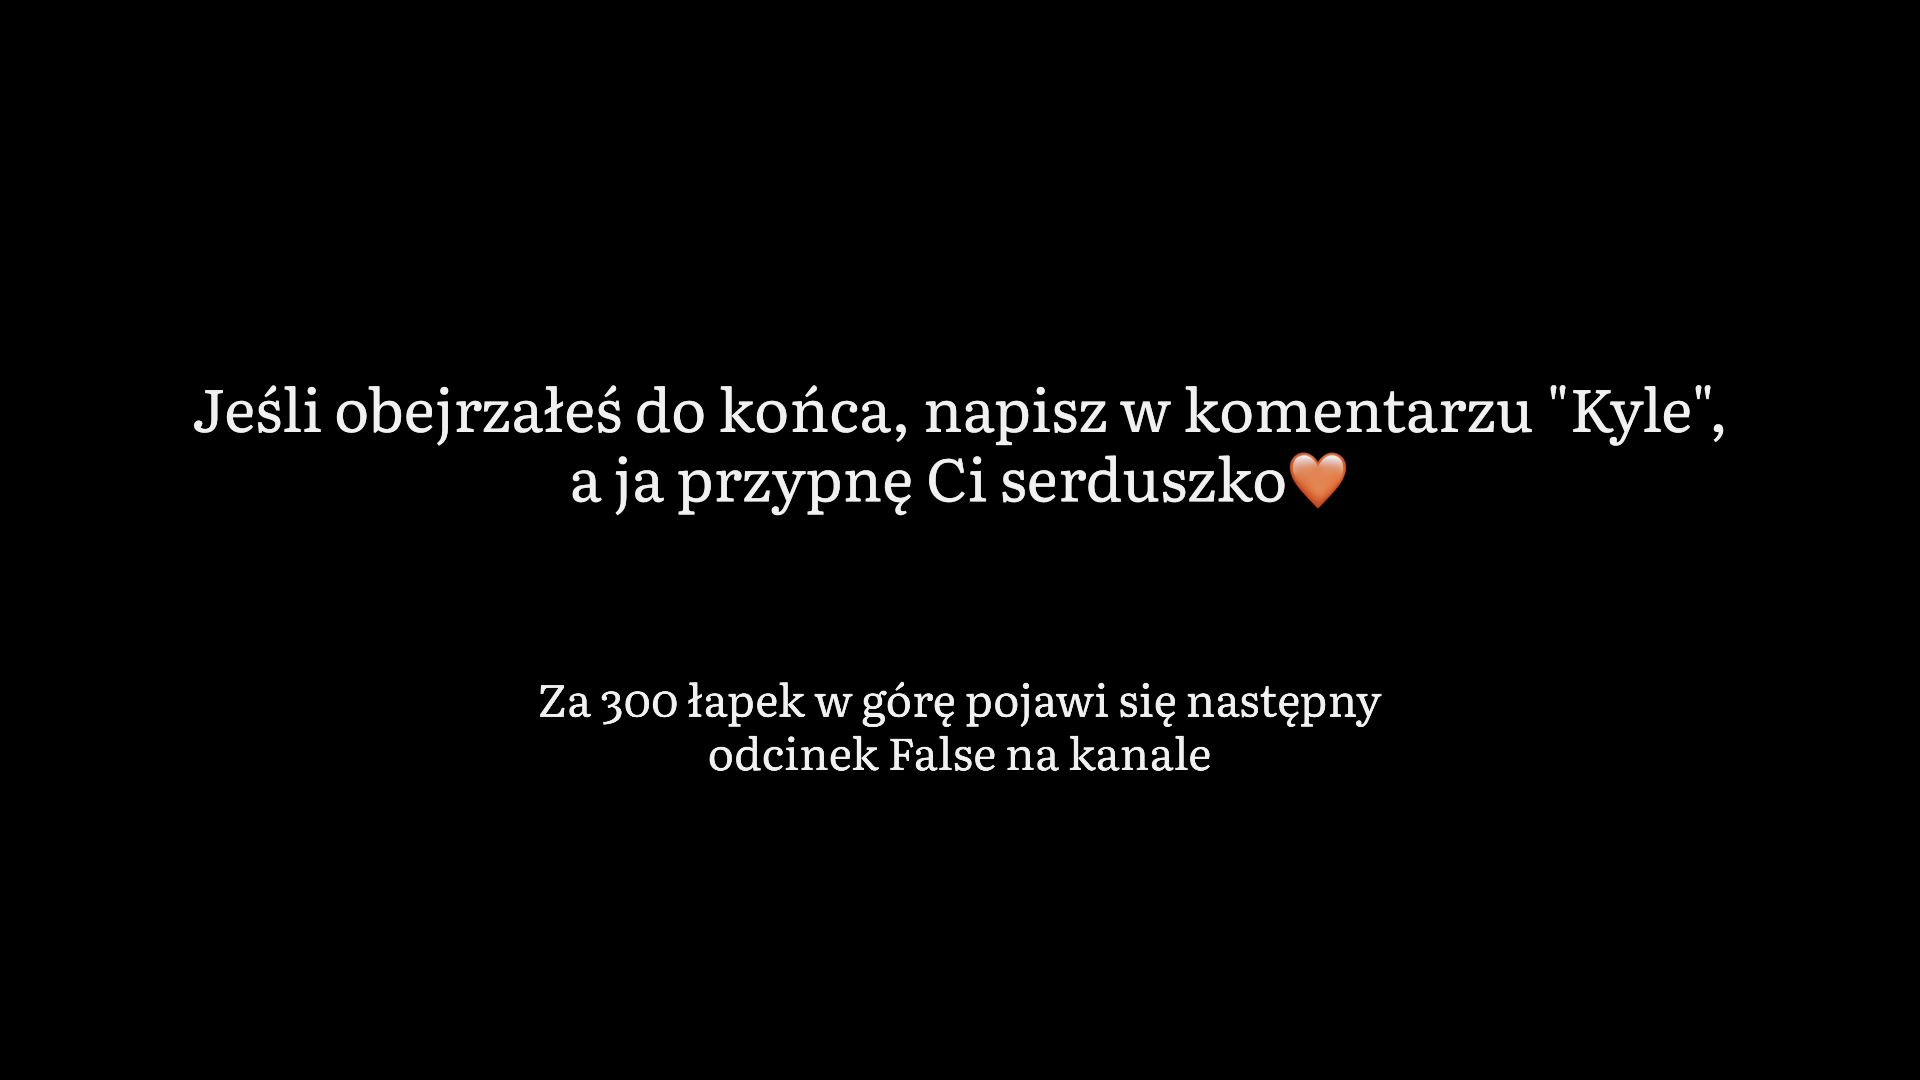 Jeśli obejrzałeś do końca, napisz w komentarzu "Kyle",
a ja przypnę Ci serduszko🧡
Za 300 łapek w górę pojawi się następny
odcinek False na kanale